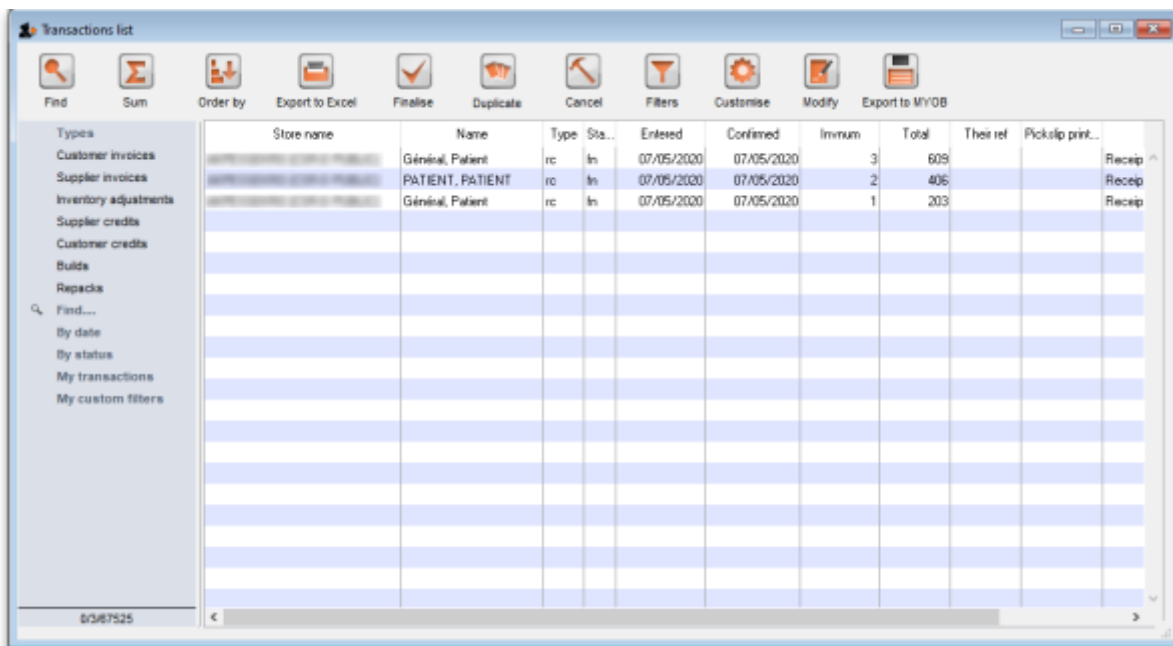 Transactions list
Find Sum Order by Export to Excel Finalise Duplicate Cancel Filters Customise Modify Export to MYOB
Types
Customer invoices
Supplier invoices
Inventory adjustments
Supplier credits
Customer credits
Builds
Repacks
Find....
By date
By status
My transactions
My custom filters
0/3/67525
Store name Name Type Sta... Entered Confirmed Invnum Total Their ref Pickslip print...
Général, Patient rc fn 07/05/2020 07/05/2020 3 609 Receip
PATIENT, PATIENT rc fn 07/05/2020 07/05/2020 2 406 Receip
Général, Patient rc fn 07/05/2020 07/05/2020 1 203 Receip